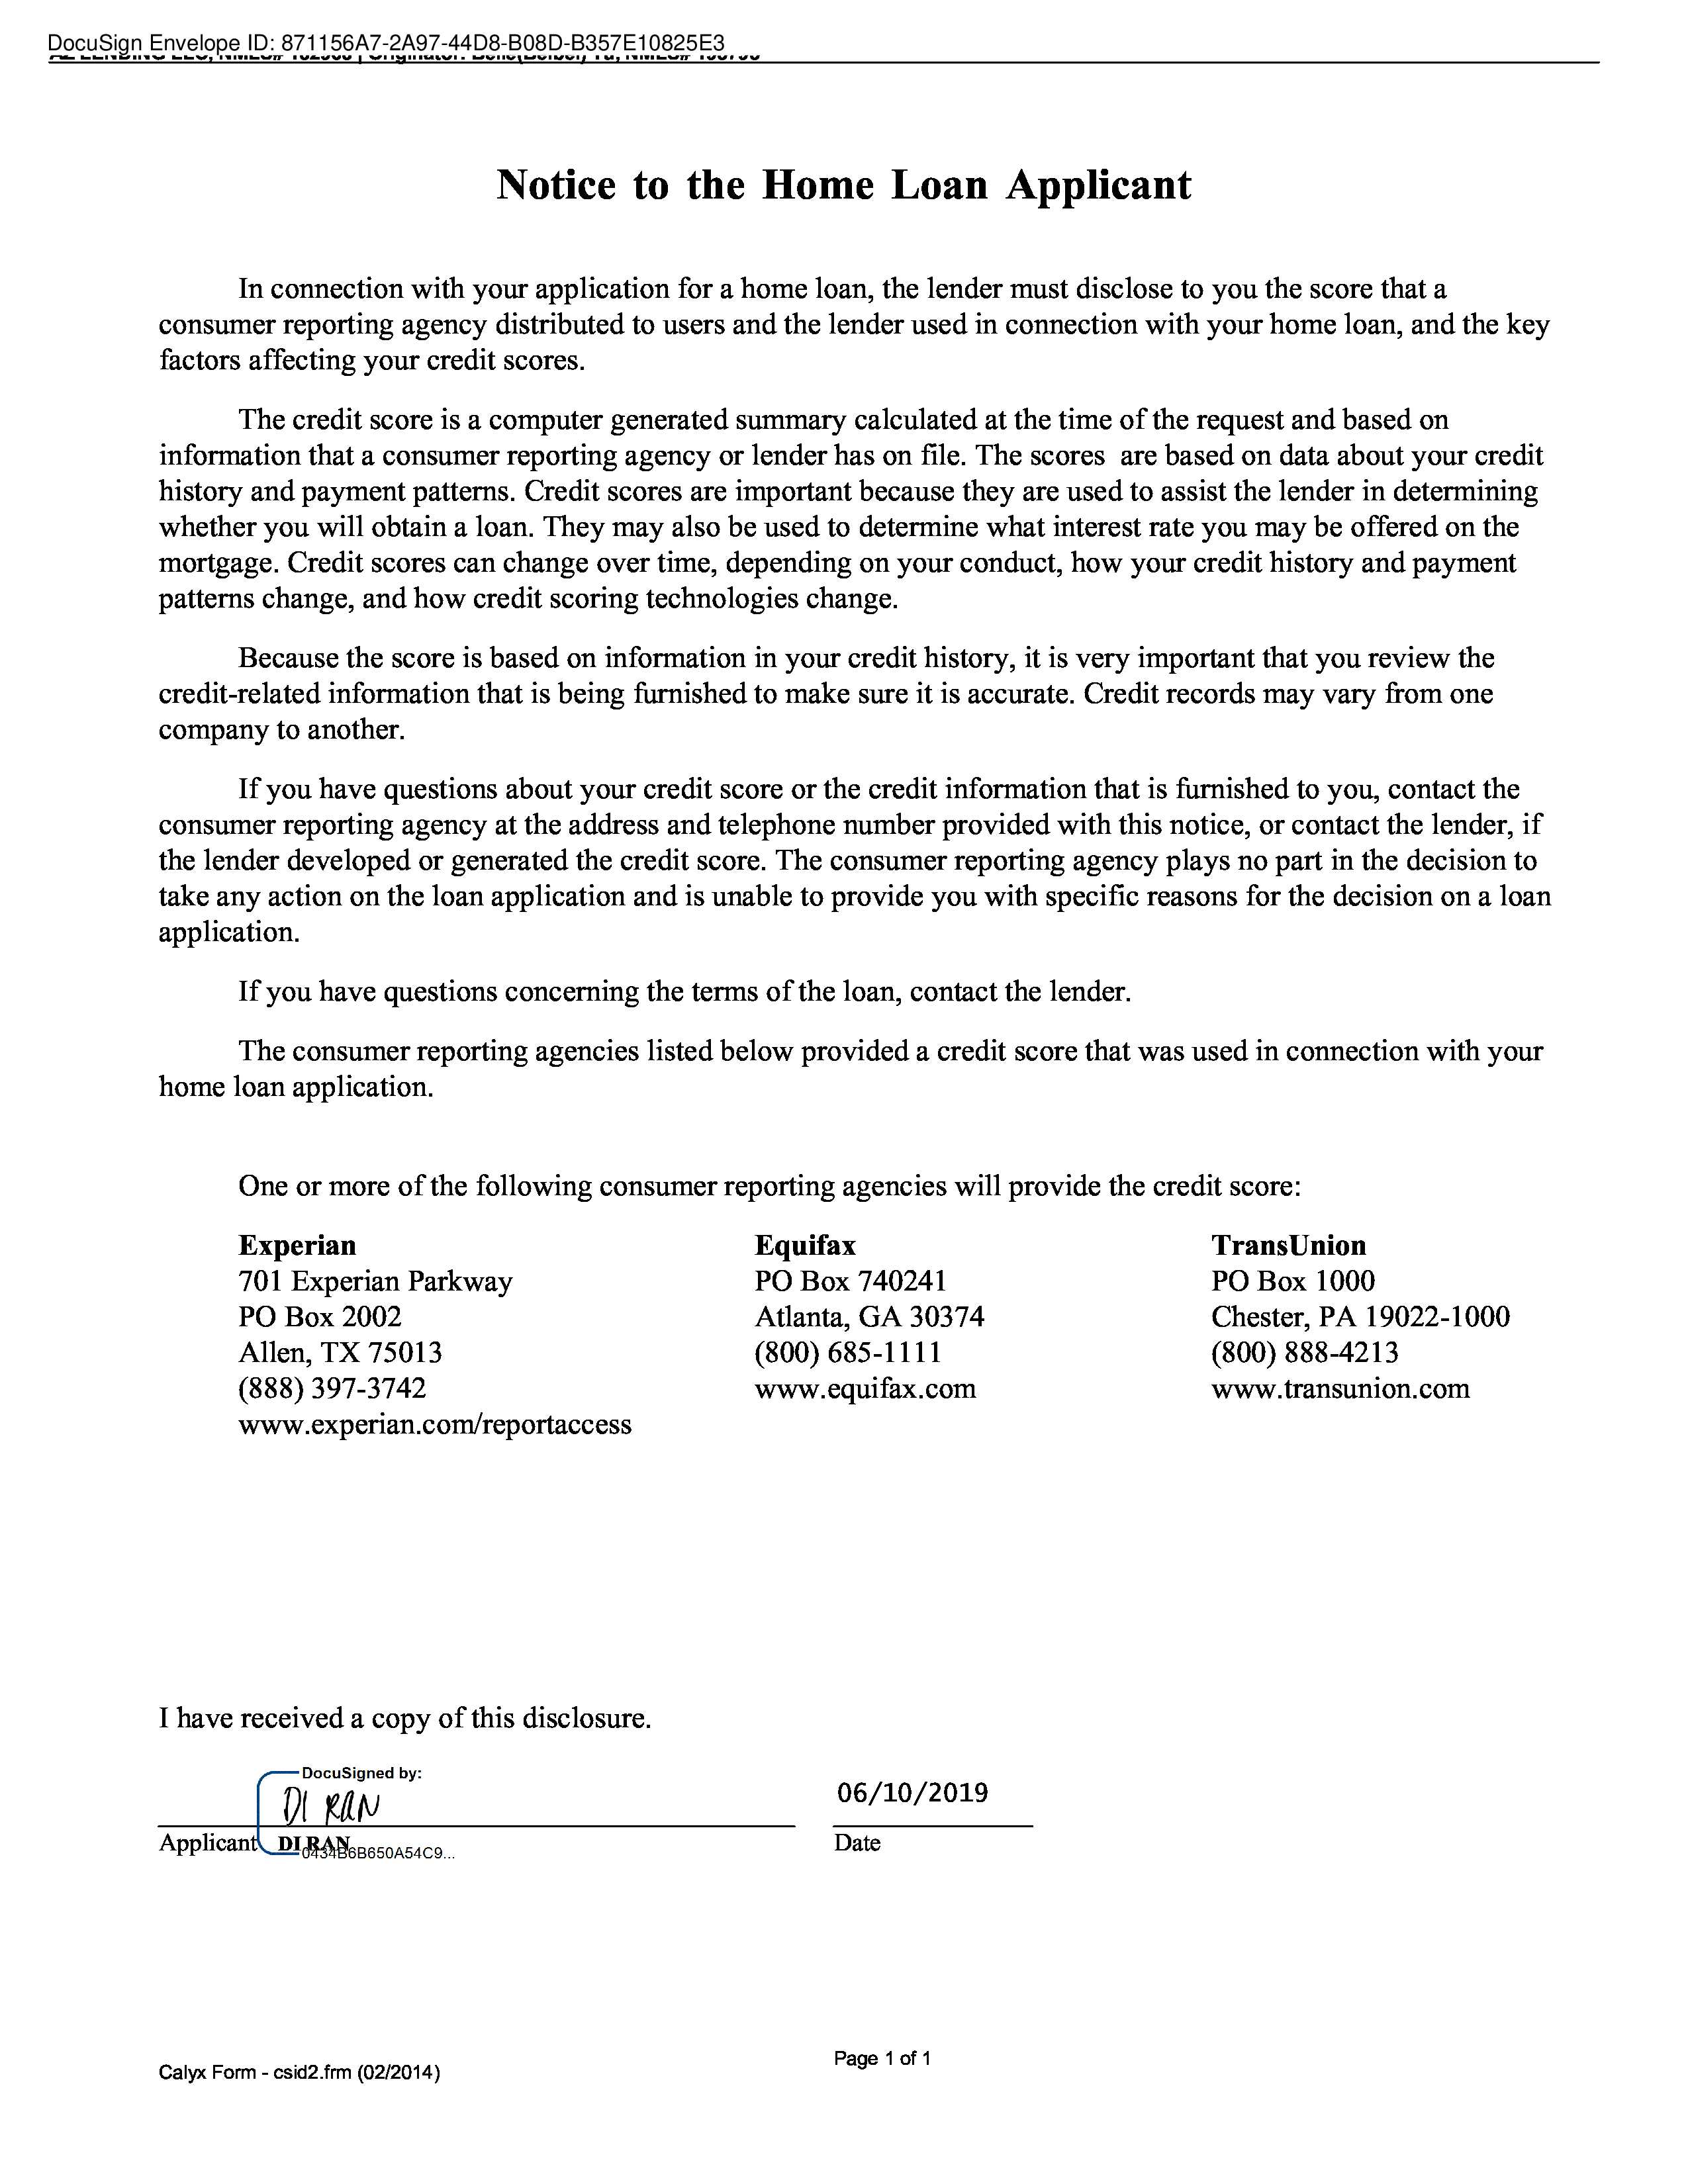 DocuSign Envelope ID: 871156A7-2A97-44D8-B08D-B357E10825E3
Notice to the Home Loan Applicant
In connection with your application for a home loan, the lender must disclose to you the score that a
consumer reporting agency distributed to users and the lender used in connection with your home loan, and the key
factors affecting your credit scores.
The credit score is a computer generated summary calculated at the time of the request and based on
information that a consumer reporting agency or lender has on file. The scores are based on data about your credit
history and payment patterns. Credit scores are important because they are used to assist the lender in determining
whether you will obtain a loan. They may also be used to determine what interest rate you may be offered on the
mortgage. Credit scores can change over time, depending on your conduct, how your credit history and payment
patterns change, and how credit scoring technologies change.
Because the score is based on information in your credit history, it is very important that you review the
credit-related information that is being furnished to make sure it is accurate. Credit records may vary from one
company to another.
If you have questions about your credit score or the credit information that is furnished to you, contact the
consumer reporting agency at the address and telephone number provided with this notice, or contact the lender, if
the lender developed or generated the credit score. The consumer reporting agency plays no part in the decision to
take any action on the loan application and is unable to provide you with specific reasons for the decision on a loan
application.
If you have questions concerning the terms of the loan, contact the lender.
The consumer reporting agencies listed below provided a credit score that was used in connection with your
home loan application.
One or more of the following consumer reporting agencies will provide the credit score:
Experian
701 Experian Parkway
PO Box 2002
Allen, TX 75013
(888) 397-3742
www.experian.com/reportaccess
Equifax
PO Box 740241
Atlanta, GA 30374
(800) 685-1111
www.equifax.com
TransUnion
PO Box 1000
Chester, PA 19022-1000
(800) 888-4213
www.transunion.com
I have received a copy of this disclosure.
DocuSigned by:
DI RAN
06/10/2019
Applicant DI RAN
0434B6B650A54C9...
Date
Page 1 of 1
Calyx Form - csid2.frm (02/2014)